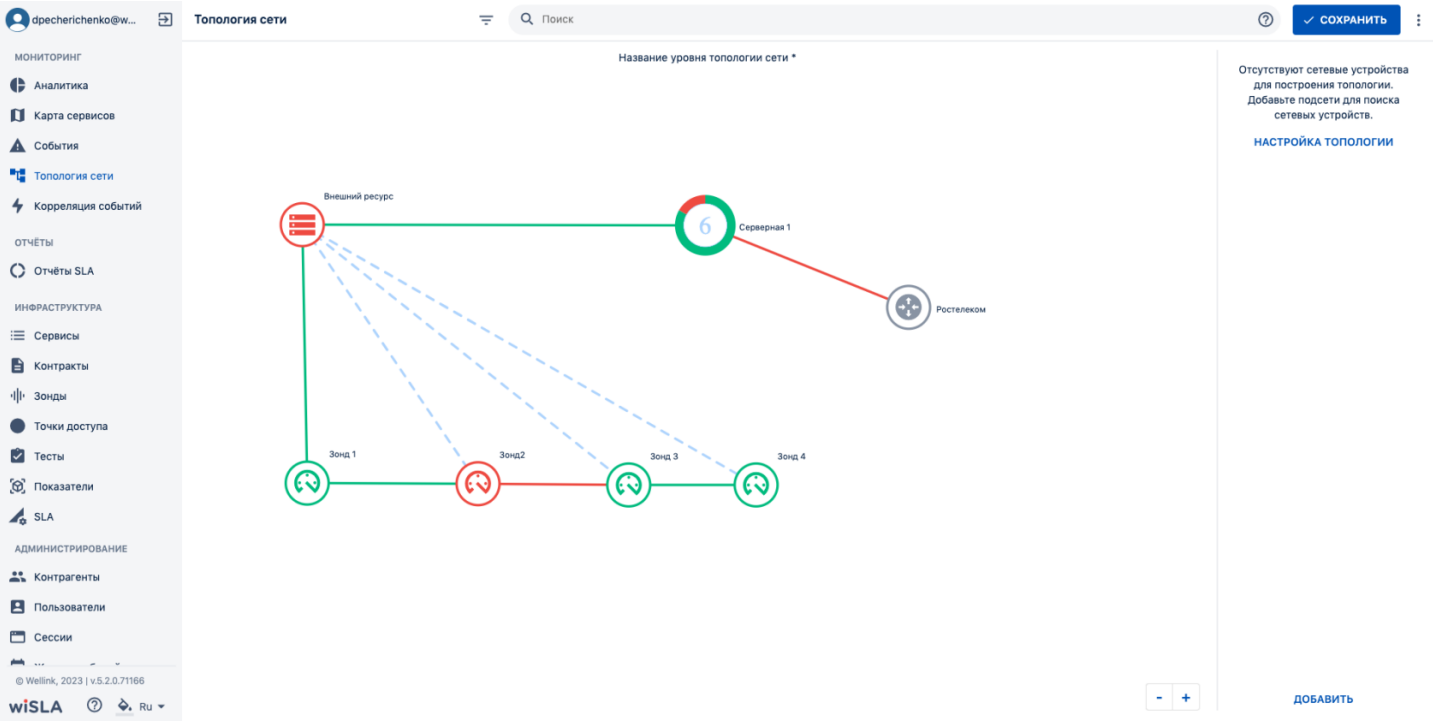 dpecherichenko@w...
МОНИТОРИНГ
Аналитика
Карта сервисов
События
Топология сети
Корреляция событий
ОТЧЁТЫ
Отчёты SLA
ИНФРАСТРУКТУРА
Сервисы
Контракты
Зонды
Точки доступа
Тесты
Показатели
SLA
АДМИНИСТРИРОВАНИЕ
Контрагенты
Пользователи
Сессии
© Wellink, 2023 | v.5.2.0.71166
wiSLA
Ru
Топология сети
Поиск
СОХРАНИТЬ
Название уровня топологии сети *
Внешний ресурс
6
Серверная 1
Ростелеком
Зонд 1
Зонд2
Зонд 3
Зонд 4
- +
Отсутствуют сетевые устройства
для построения топологии.
Добавьте подсети для поиска
сетевых устройств.
НАСТРОЙКА ТОПОЛОГИИ
ДОБАВИТЬ